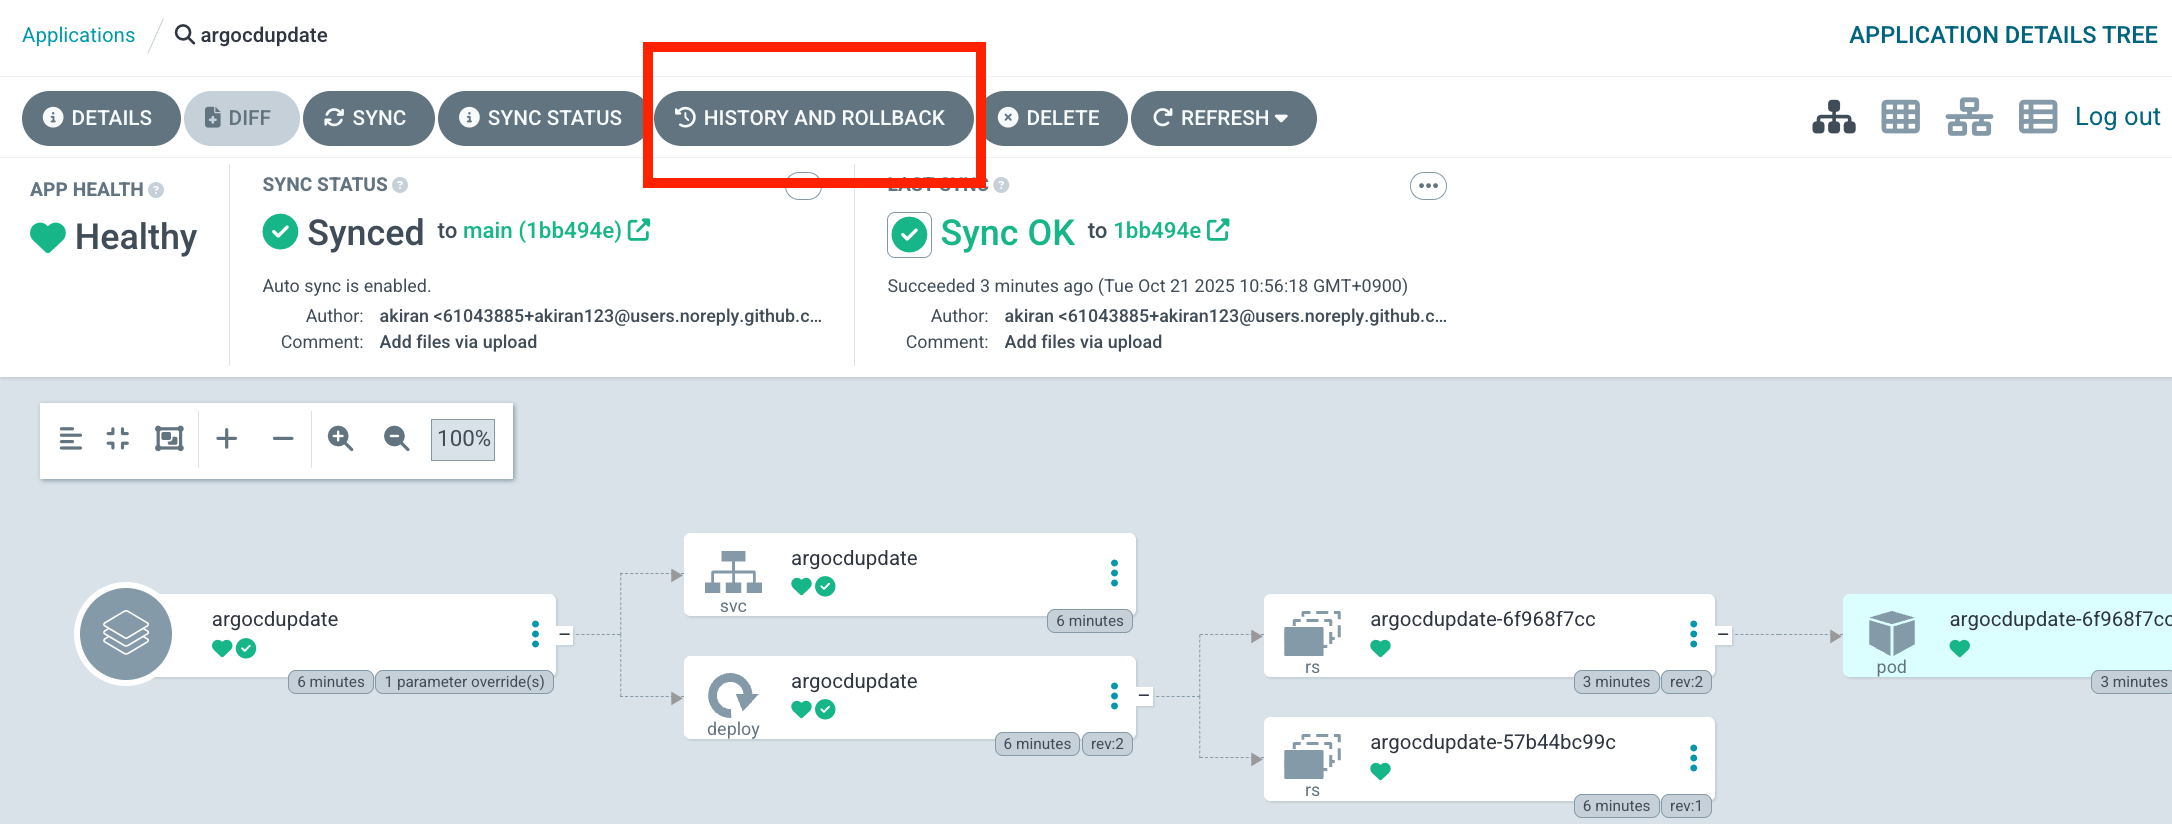 Applications / argocdupdate
APPLICATION DETAILS TREE
DETAILS
DIFF
SYNC
SYNC STATUS
HISTORY AND ROLLBACK
DELETE
REFRESH
Log out
APP HEALTH
Healthy
SYNC STATUS
Synced to main (1bb494e)
Auto sync is enabled.
Author: akiran <61043885+akiran123@users.noreply.github.c...
Comment: Add files via upload
LAST SYNC
Sync OK to 1bb494e
Succeeded 3 minutes ago (Tue Oct 21 2025 10:56:18 GMT+0900)
Author: akiran <61043885+akiran123@users.noreply.github.c...
Comment: Add files via upload
100%
argocdupdate
6 minutes
1 parameter override(s)
argocdupdate
svc
6 minutes
argocdupdate
deploy
6 minutes
rev:2
argocdupdate-6f968f7cc
rs
3 minutes
rev:2
argocdupdate-57b44bc99c
rs
6 minutes
rev:1
argocdupdate-6f968f7cc
pod
3 minutes